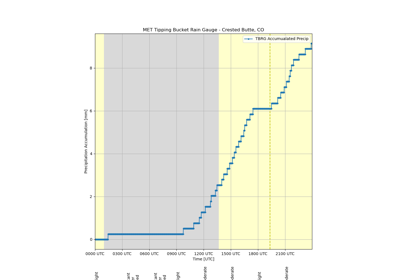 MET Tipping Bucket Rain Gauge - Crested Butte, CO
TBRG Accumualated Precip
Precipitation Accumulation [mm]
8
6
4
2
0
0000 UTC 0300 UTC 0600 UTC 0900 UTC 1200 UTC 1500 UTC 1800 UTC 2100 UTC
Time [UTC]